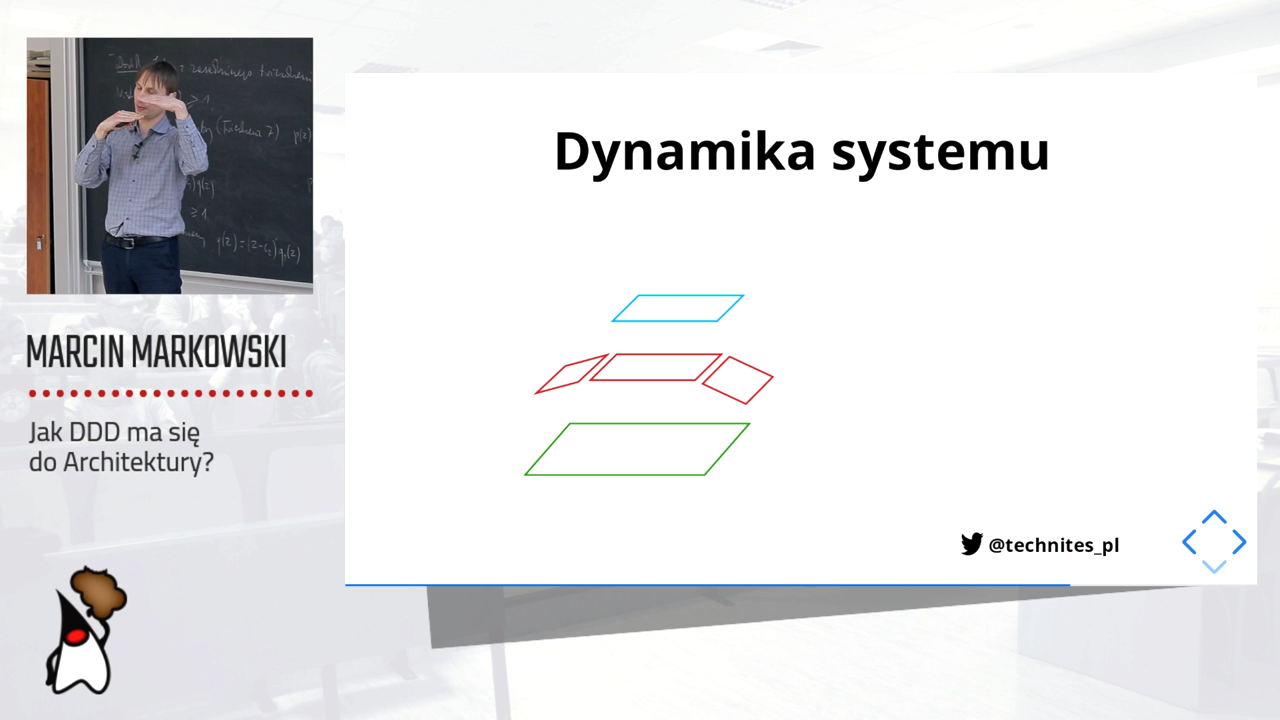 MARCIN MARKOWSKI
Jak DDD ma się
do Architektury?
Dynamika systemu
@technites_pl